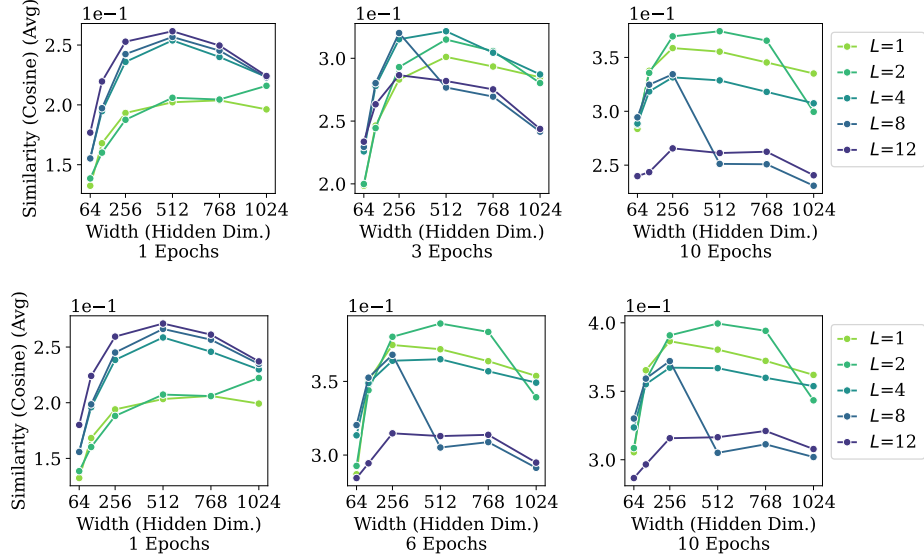 1e−1
1e−1
1e−1
Similarity (Cosine) (Avg)
2.5
2.0
1.5
3.0
2.5
2.0
3.5
3.0
2.5
L=1
L=2
L=4
L=8
L=12
64 256 512 768 1024
64 256 512 768 1024
64 256 512 768 1024
Width (Hidden Dim.)
1 Epochs
Width (Hidden Dim.)
3 Epochs
Width (Hidden Dim.)
10 Epochs
1e−1
1e−1
1e−1
Similarity (Cosine) (Avg)
2.5
2.0
1.5
3.5
3.0
4.0
3.5
3.0
L=1
L=2
L=4
L=8
L=12
64 256 512 768 1024
64 256 512 768 1024
64 256 512 768 1024
Width (Hidden Dim.)
1 Epochs
Width (Hidden Dim.)
6 Epochs
Width (Hidden Dim.)
10 Epochs